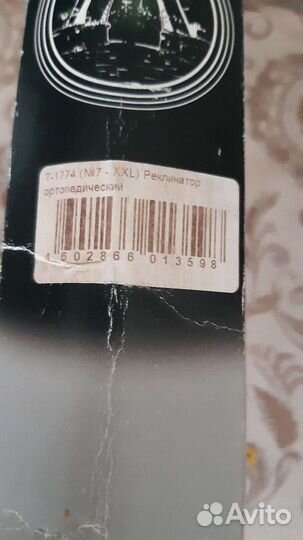 Т-1774 (№7 - XXL) Реклинатор
ортопедический
4 602866 013598
Avito